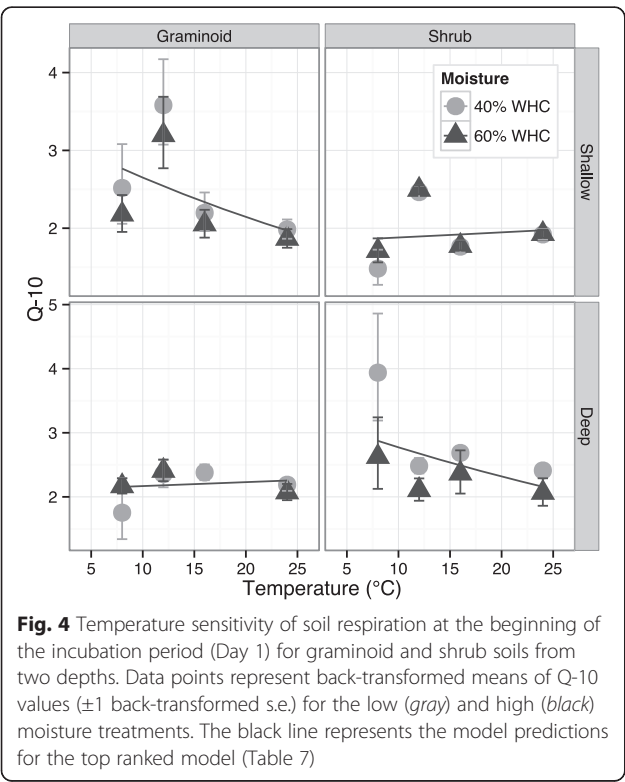 Graminoid
Shrub
Moisture
40% WHC
60% WHC
4
3
2
Shallow
Q-10
5
4
3
2
Deep
5 10 15 20 25
5 10 15 20 25
Temperature (°C)
Fig. 4 Temperature sensitivity of soil respiration at the beginning of
the incubation period (Day 1) for graminoid and shrub soils from
two depths. Data points represent back-transformed means of Q-10
values (±1 back-transformed s.e.) for the low (gray) and high (black)
moisture treatments. The black line represents the model predictions
for the top ranked model (Table 7)